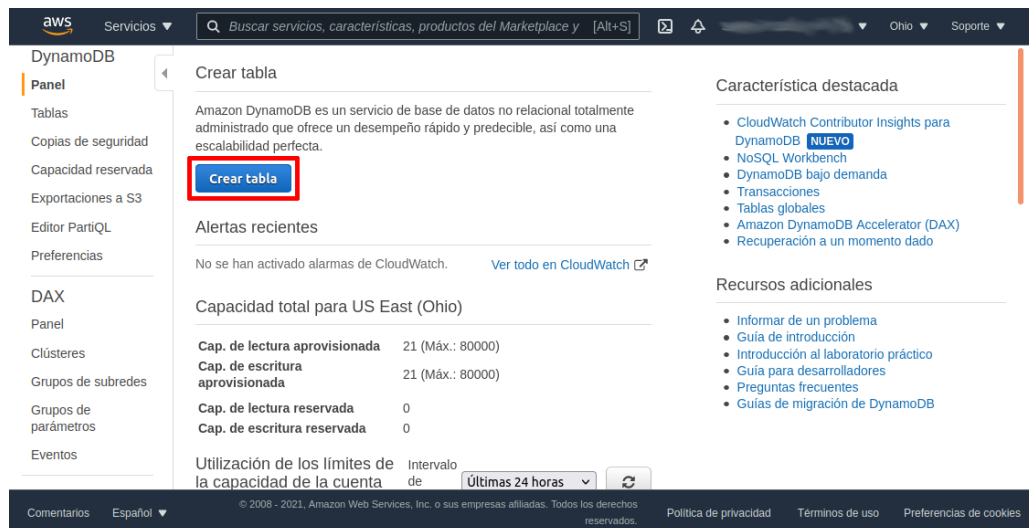 aws
Servicios ▼
Buscar servicios, características, productos del Marketplace y [Alt+S]
Ohio ▼
Soporte ▼
DynamoDB
Panel
Tablas
Copias de seguridad
Capacidad reservada
Exportaciones a S3
Editor PartiQL
Preferencias
DAX
Panel
Clústeres
Grupos de subredes
Grupos de
parámetros
Eventos
Crear tabla
Amazon DynamoDB es un servicio de base de datos no relacional totalmente
administrado que ofrece un desempeño rápido y predecible, así como una
escalabilidad perfecta.
Crear tabla
Alertas recientes
No se han activado alarmas de CloudWatch. Ver todo en CloudWatch
Capacidad total para US East (Ohio)
Cap. de lectura aprovisionada 21 (Máx.: 80000)
Cap. de escritura
aprovisionada 21 (Máx.: 80000)
Cap. de lectura reservada 0
Cap. de escritura reservada 0
Utilización de los límites de
la capacidad de la cuenta
Intervalo
de
Últimas 24 horas
Característica destacada
• CloudWatch Contributor Insights para
DynamoDB NUEVO
• NoSQL Workbench
• DynamoDB bajo demanda
• Transacciones
• Tablas globales
• Amazon DynamoDB Accelerator (DAX)
• Recuperación a un momento dado
Recursos adicionales
• Informar de un problema
• Guía de introducción
• Introducción al laboratorio práctico
• Guía para desarrolladores
• Preguntas frecuentes
• Guías de migración de DynamoDB
Comentarios
Español ▼
© 2008 - 2021, Amazon Web Services, Inc. o sus empresas afiliadas. Todos los derechos
reservados.
Política de privacidad
Términos de uso
Preferencias de cookies